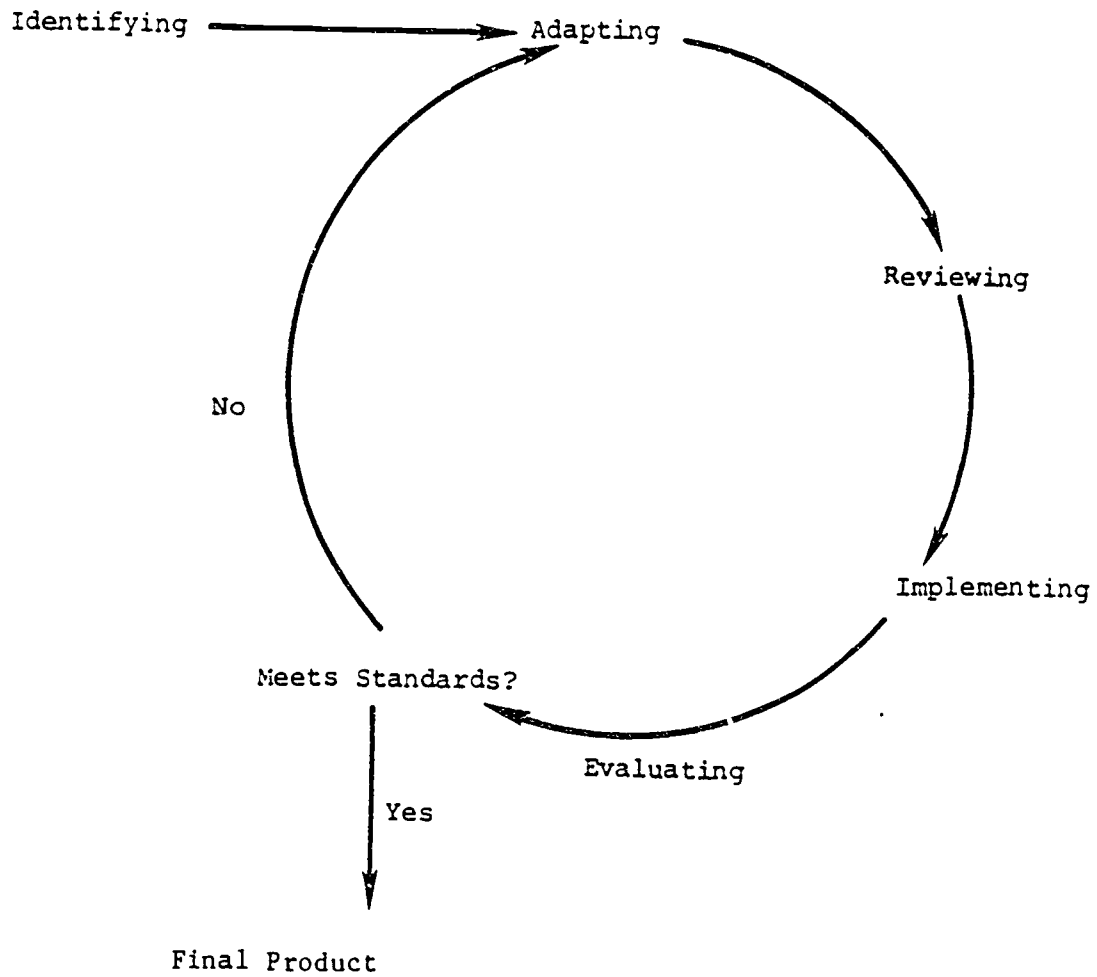 Identifying
Adapting
Reviewing
No
Implementing
Meets Standards?
Evaluating
Yes
Final Product